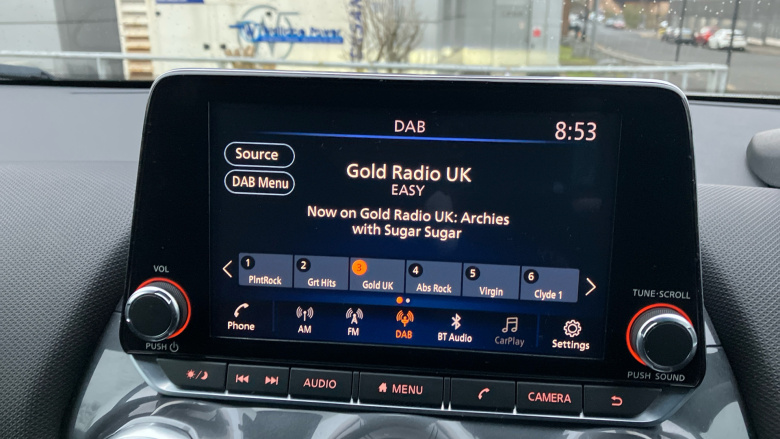 DAB
8:53
Source
DAB Menu
Gold Radio UK
EASY
Now on Gold Radio UK: Archies
with Sugar Sugar
1 PlntRock
2 Grt Hits
3 Gold UK
4 Abs Rock
5 Virgin
6 Clyde 1
Phone
AM
FM
DAB
BT Audio
CarPlay
Settings
VOL
PUSH
TUNE·SCROLL
PUSH SOUND
AUDIO
MENU
CAMERA